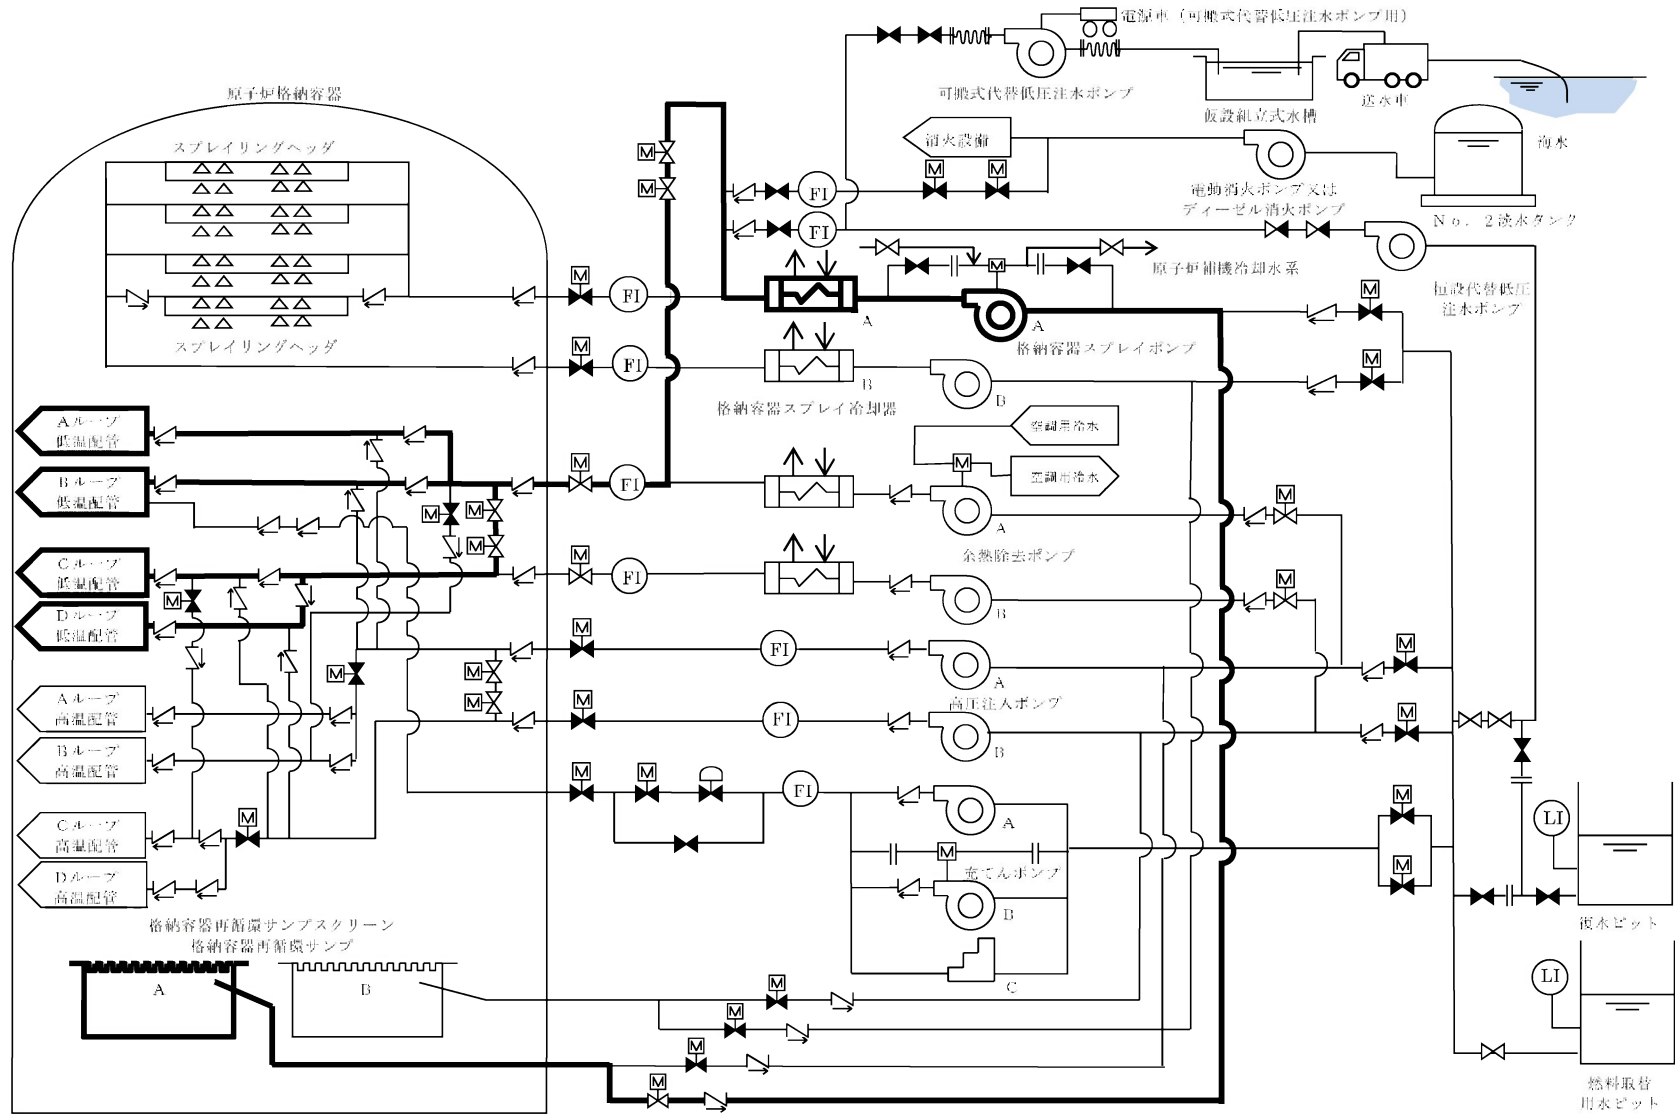 電源車（可搬式代替低圧注水ポンプ用）
可搬式代替低圧注水ポンプ
仮設組立式水槽
送水車
海水
原子炉格納容器
スプレイリングヘッダ
スプレイリングヘッダ
消火設備
電動消火ポンプ又は
ディーゼル消火ポンプ
No．2淡水タンク
M
M
M
M
FI
FI
原子炉補機冷却水系
恒設代替低圧
注水ポンプ
M
M
FI
A
M
A
格納容器スプレイポンプ
M
FI
B
B
M
格納容器スプレイ冷却器
Aループ
低温配管
Bループ
低温配管
M
FI
空調用冷水
空調用冷水
M
A
M
M
M
M
余熱除去ポンプ
Cループ
低温配管
Dループ
低温配管
M
M
FI
B
M
M
FI
A
M
高圧注入ポンプ
M
M
M
M
FI
B
M
Aループ
高温配管
Bループ
高温配管
Cループ
高温配管
Dループ
高温配管
M
M
M
FI
A
M
充てんポンプ
B
C
M
M
LI
復水ピット
LI
燃料取替
用水ピット
格納容器再循環サンプスクリーン
格納容器再循環サンプ
A
B
M
M
M
M